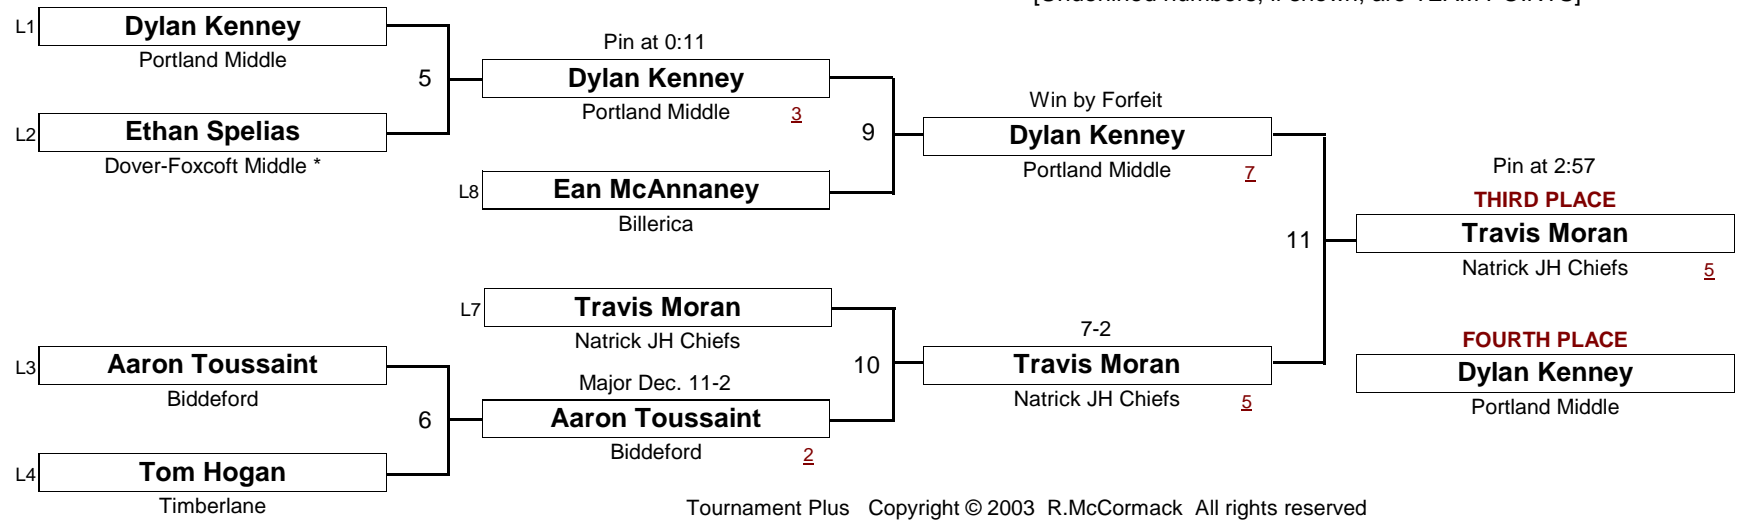 L1 Dylan Kenney
Portland Middle
5
L2 Ethan Spelias
Dover-Foxcoft Middle *
Pin at 0:11
Dylan Kenney
Portland Middle 3
9
L8 Ean McAnnaney
Billerica
Win by Forfeit
Dylan Kenney
Portland Middle 7
L3 Aaron Toussaint
Biddeford
6
L4 Tom Hogan
Timberlane
L7 Travis Moran
Natrick JH Chiefs
10
Major Dec. 11-2
Aaron Toussaint
Biddeford 2
7-2
Travis Moran
Natrick JH Chiefs 5
11
Pin at 2:57
THIRD PLACE
Travis Moran
Natrick JH Chiefs 5
FOURTH PLACE
Dylan Kenney
Portland Middle
Tournament Plus Copyright © 2003 R.McCormack All rights reserved